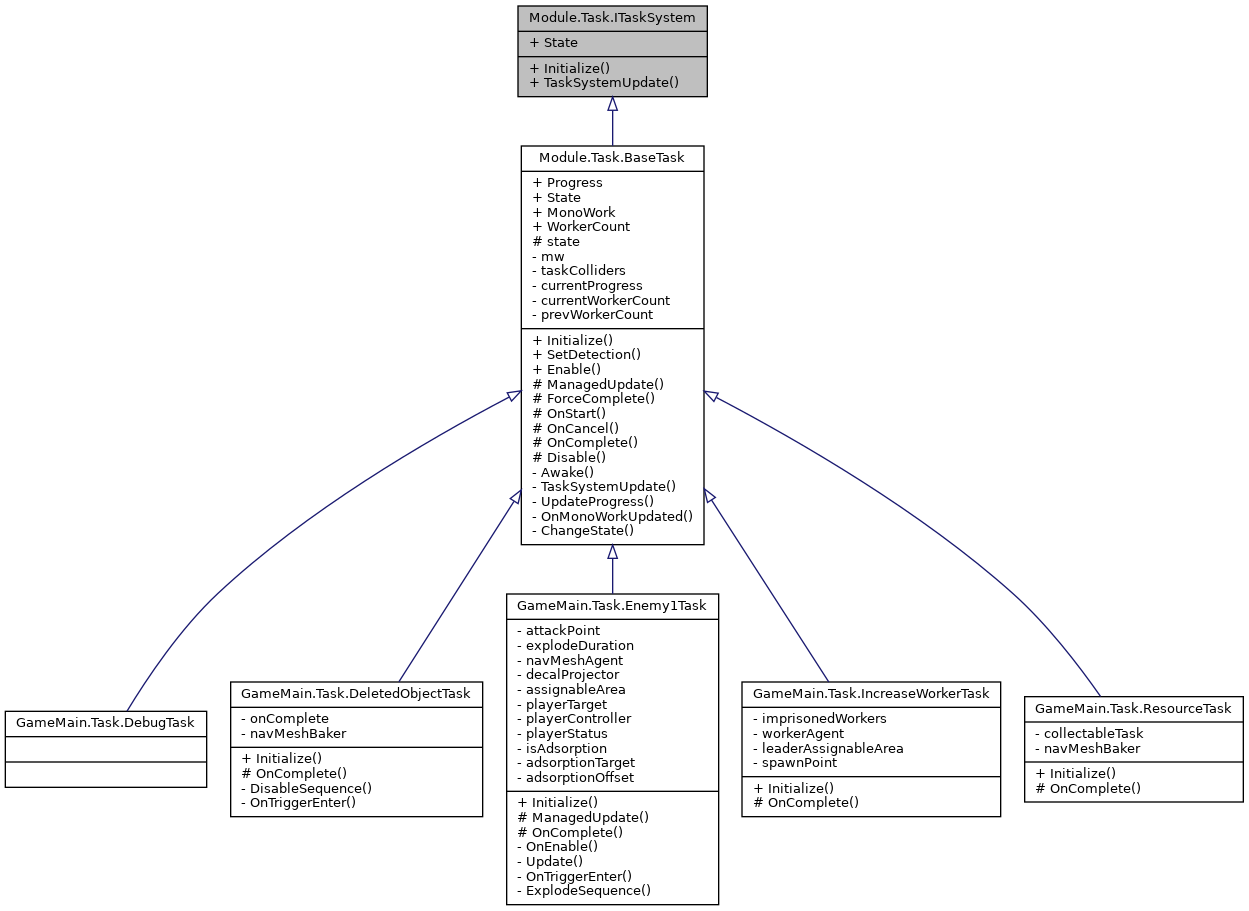 Module.Task.ITaskSystem
+ State
+ Initialize()
+ TaskSystemUpdate()
Module.Task.BaseTask
+ Progress
+ State
+ MonoWork
+ WorkerCount
# state
- mw
- taskColliders
- currentProgress
- currentWorkerCount
- prevWorkerCount
+ Initialize()
+ SetDetection()
+ Enable()
# ManagedUpdate()
# ForceComplete()
# OnStart()
# OnCancel()
# OnComplete()
# Disable()
- Awake()
- TaskSystemUpdate()
- UpdateProgress()
- OnMonoWorkUpdated()
- ChangeState()
GameMain.Task.DebugTask
GameMain.Task.DeletedObjectTask
- onComplete
- navMeshBaker
+ Initialize()
# OnComplete()
- DisableSequence()
- OnTriggerEnter()
GameMain.Task.Enemy1Task
- attackPoint
- explodeDuration
- navMeshAgent
- decalProjector
- assignableArea
- playerTarget
- playerController
- playerStatus
- isAdsorption
- adsorptionTarget
- adsorptionOffset
+ Initialize()
# ManagedUpdate()
# OnComplete()
- OnEnable()
- Update()
- OnTriggerEnter()
- ExplodeSequence()
GameMain.Task.IncreaseWorkerTask
- imprisonedWorkers
- workerAgent
- leaderAssignableArea
- spawnPoint
+ Initialize()
# OnComplete()
GameMain.Task.ResourceTask
- collectableTask
- navMeshBaker
+ Initialize()
# OnComplete()